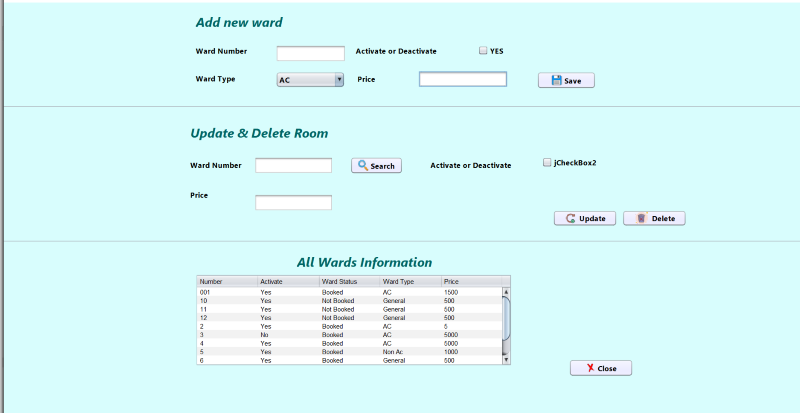 Add new ward
Ward Number Activate or Deactivate YES
Ward Type AC Price Save
Update & Delete Room
Ward Number Search Activate or Deactivate jCheckBox2
Price
Update Delete
All Wards Information
Number Activate Ward Status Ward Type Price
001 Yes Booked AC 1500
10 Yes Not Booked General 500
11 Yes Not Booked General 500
12 Yes Not Booked General 500
2 Yes Booked AC 5
3 No Booked AC 5000
4 Yes Booked AC 5000
5 Yes Booked Non Ac 1000
6 Yes Booked General 500
Close